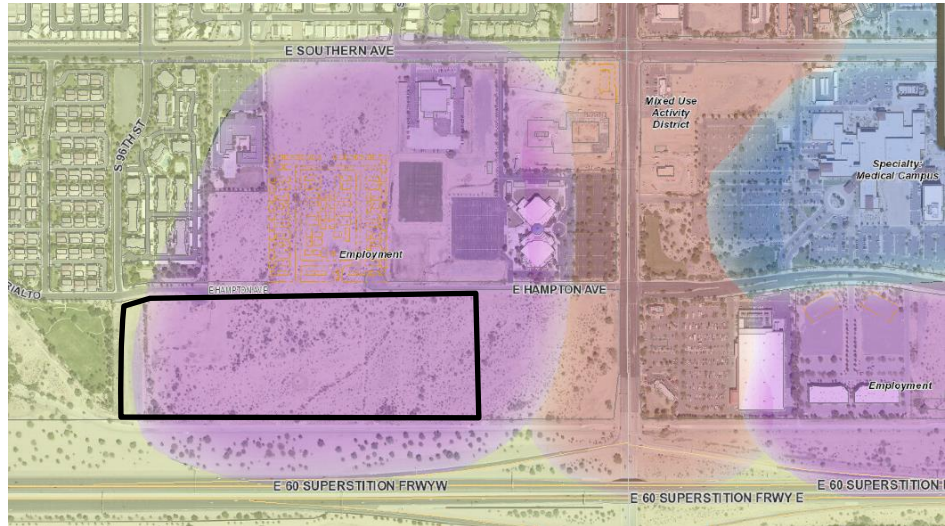 E SOUTHERN AVE
S 96TH ST
Mixed Use
Activity
District
Specialty:
Medical Campus
Employment
RIALTO
E HAMPTON AVE
E HAMPTON AVE
Employment
E 60 SUPERSTITION FRWYW
E 60 SUPERSTITION FRWY E
E 60 SUPERSTITION